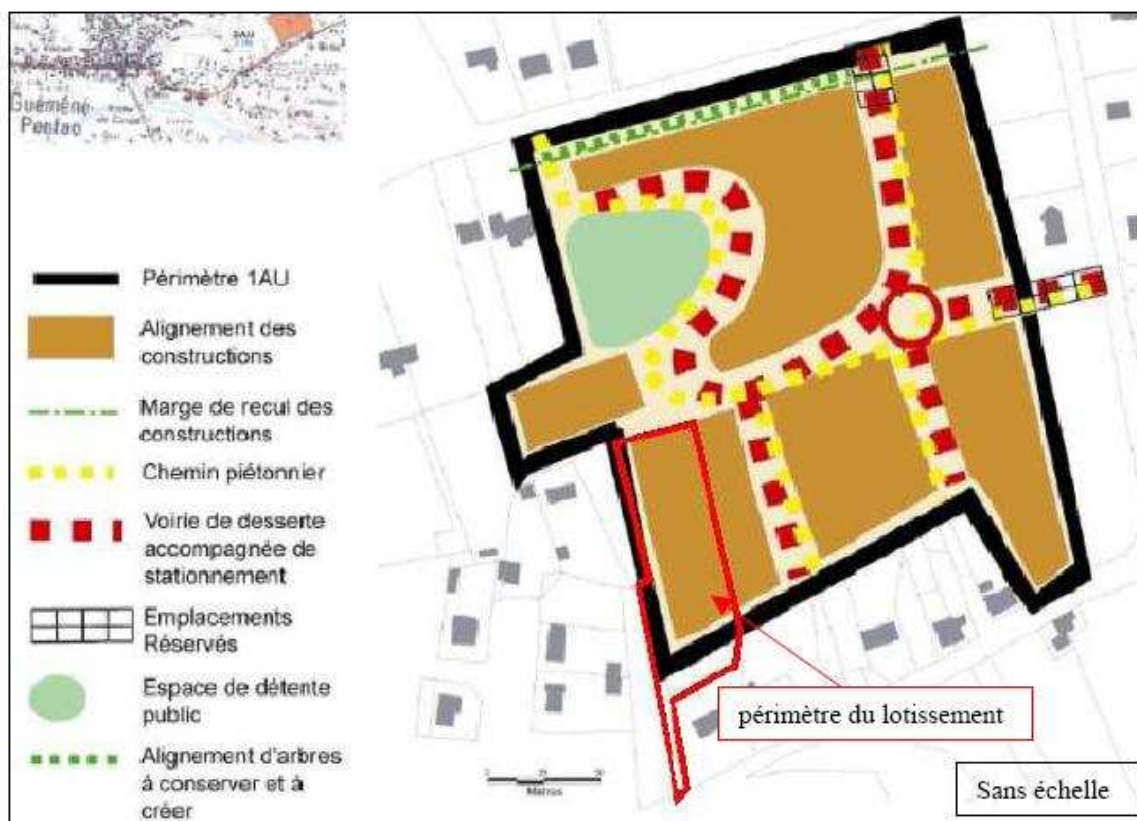 Guémené
Penfao
Périmètre 1AU
Alignement des
constructions
Marge de recul des
constructions
Chemin piétonnier
Voirie de desserte
accompagnée de
stationnement
Emplacements
Réservés
Espace de détente
public
Alignement d'arbres
à conserver et à
créer
périmètre du lotissement
Mètres
Sans échelle